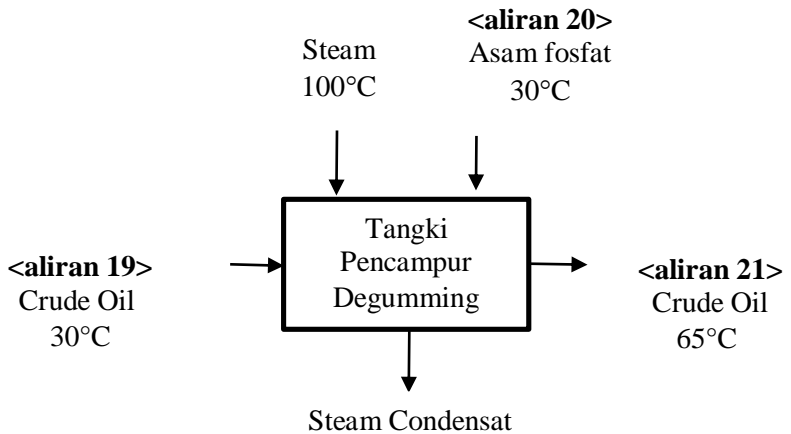 Steam
100°C
<aliran 20>
Asam fosfat
30°C
<aliran 19>
Crude Oil
30°C
Tangki
Pencampur
Degumming
<aliran 21>
Crude Oil
65°C
Steam Condensat